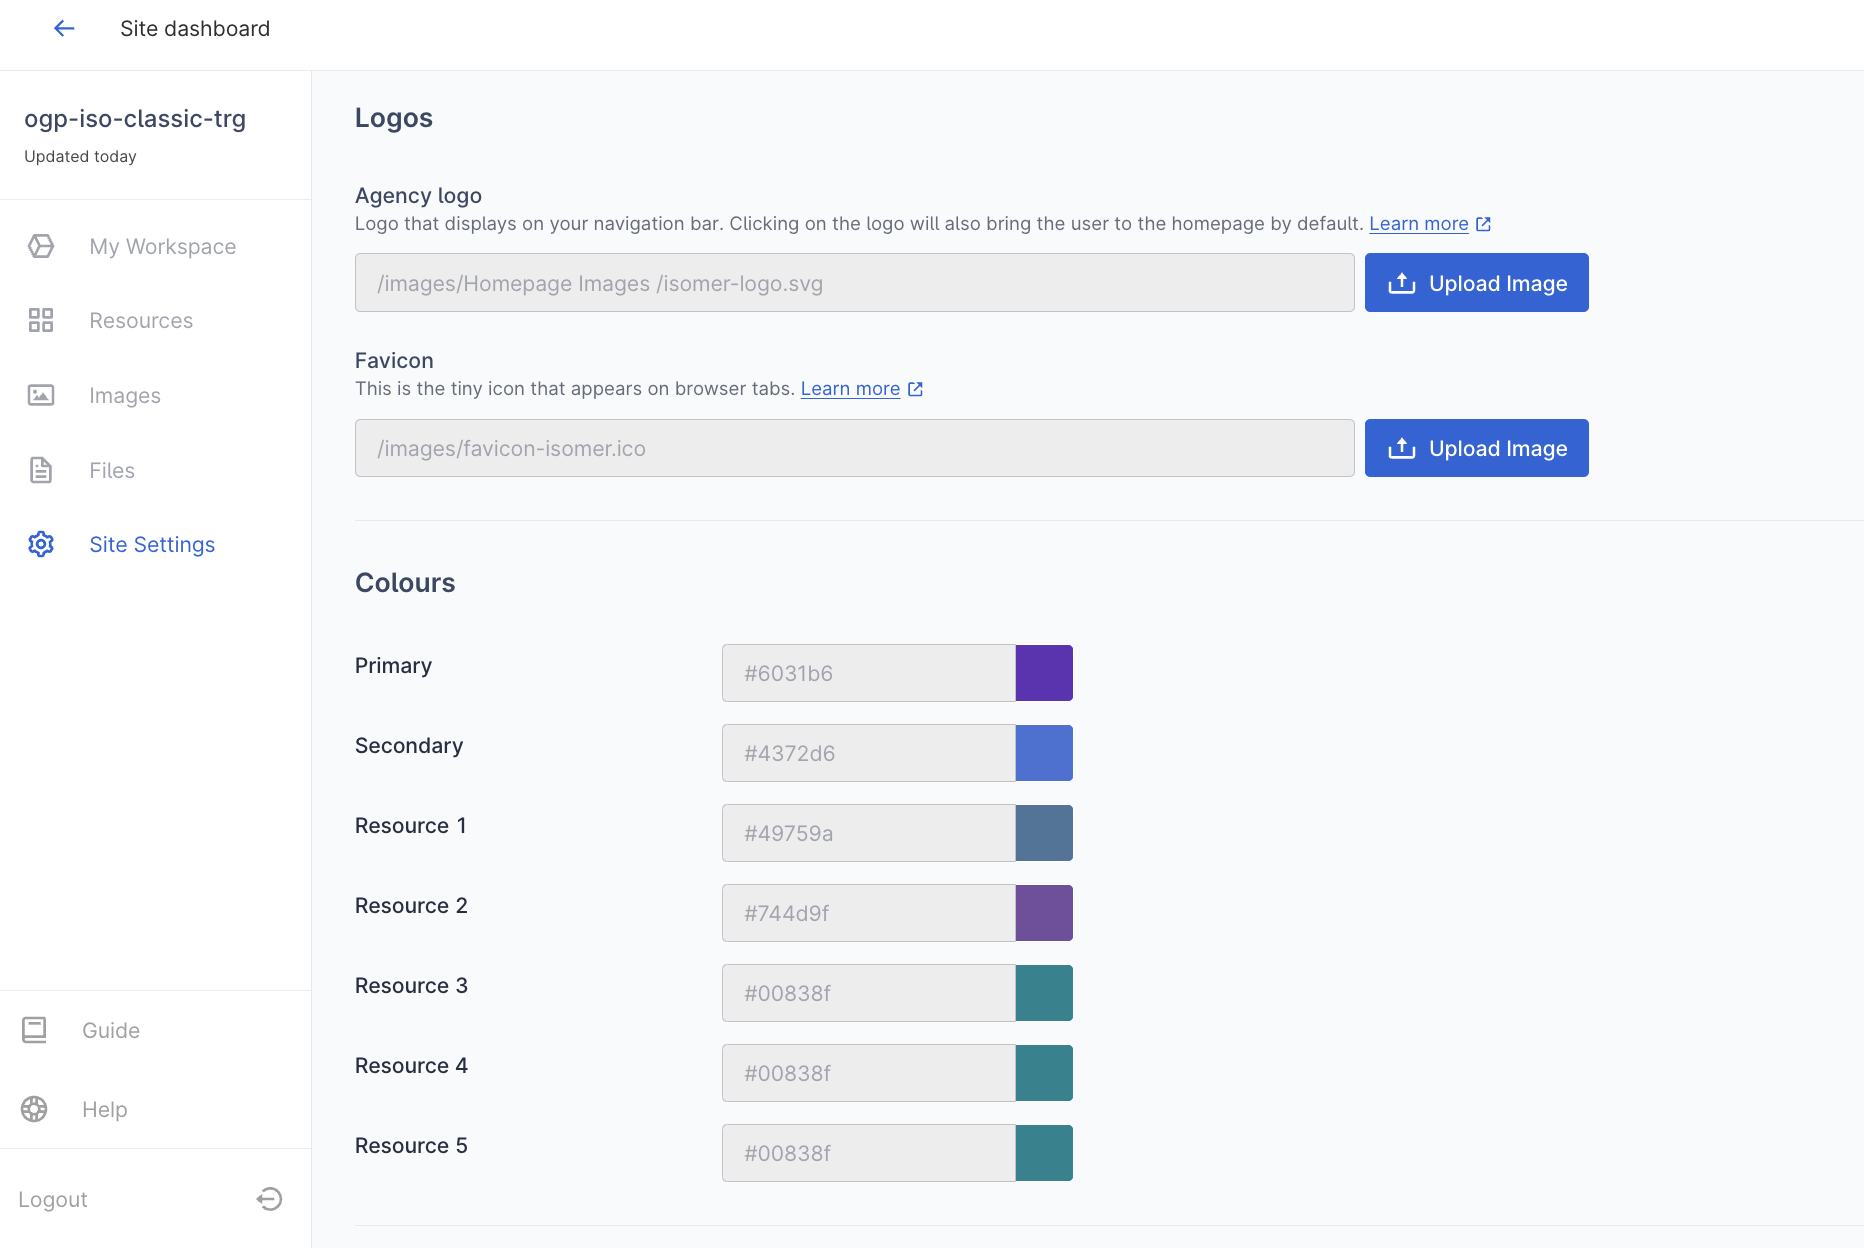 Site dashboard
ogp-iso-classic-trg
Updated today
My Workspace
Resources
Images
Files
Site Settings
Guide
Help
Logout
Logos
Agency logo
Logo that displays on your navigation bar. Clicking on the logo will also bring the user to the homepage by default. Learn more
/images/Homepage Images /isomer-logo.svg
Upload Image
Favicon
This is the tiny icon that appears on browser tabs. Learn more
/images/favicon-isomer.ico
Upload Image
Colours
Primary #6031b6
Secondary #4372d6
Resource 1 #49759a
Resource 2 #744d9f
Resource 3 #00838f
Resource 4 #00838f
Resource 5 #00838f